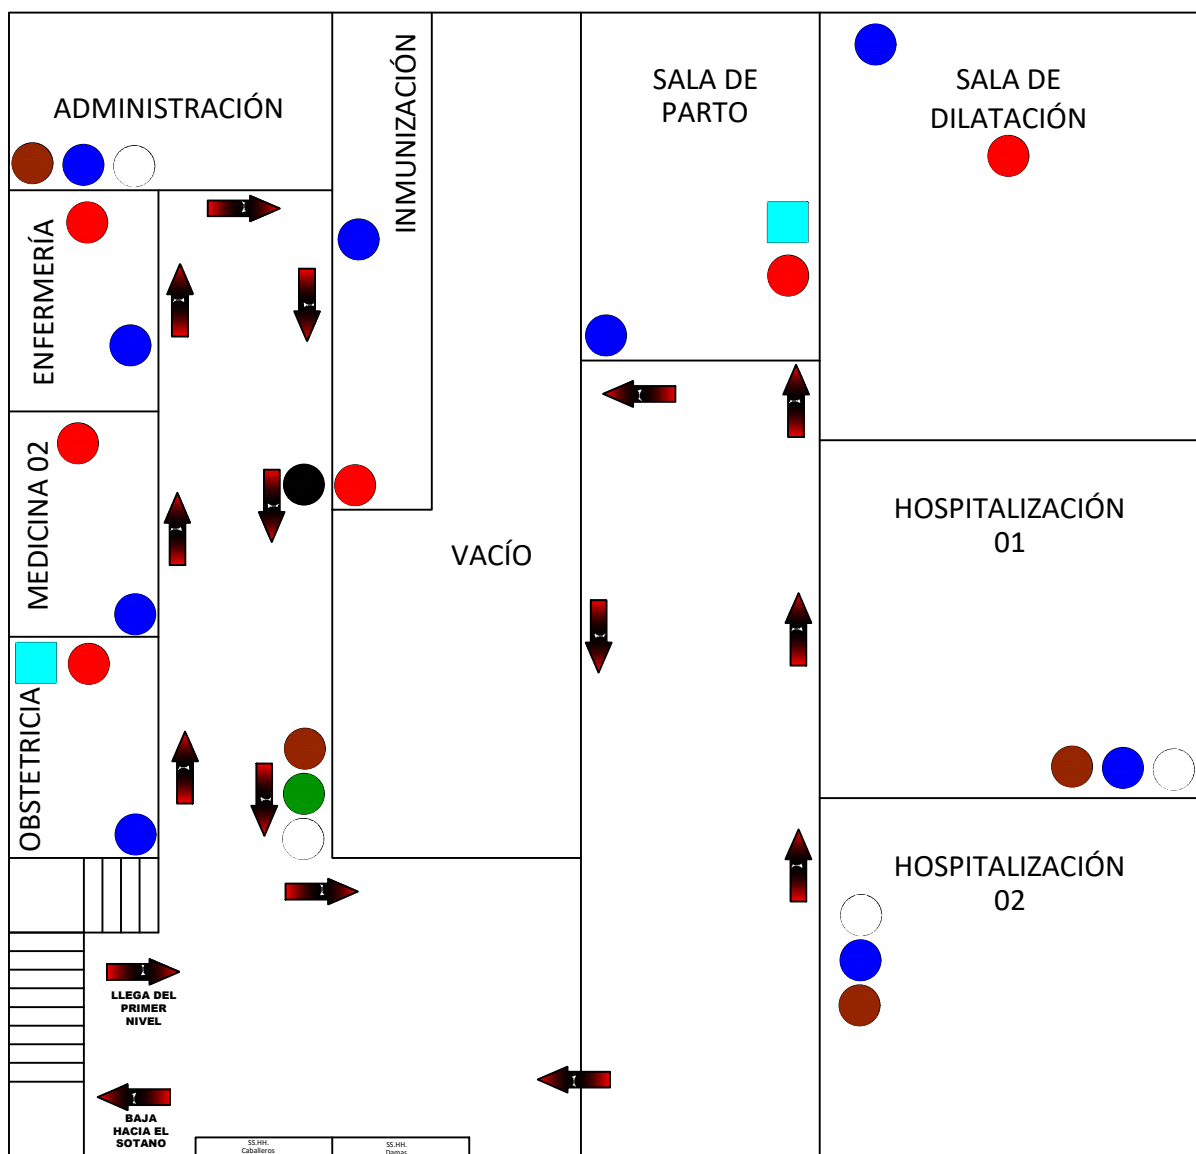 ADMINISTRACIÓN
INMUNIZACIÓN
SALA DE
PARTO
SALA DE
DILATACIÓN
ENFERMERÍA
MEDICINA 02
VACÍO
HOSPITALIZACIÓN
01
OBSTETRICIA
HOSPITALIZACIÓN
02
LLEGA DEL
PRIMER
NIVEL
BAJA
HACIA EL
SOTANO
SS.HH.
Caballeros
SS.HH.
Damas